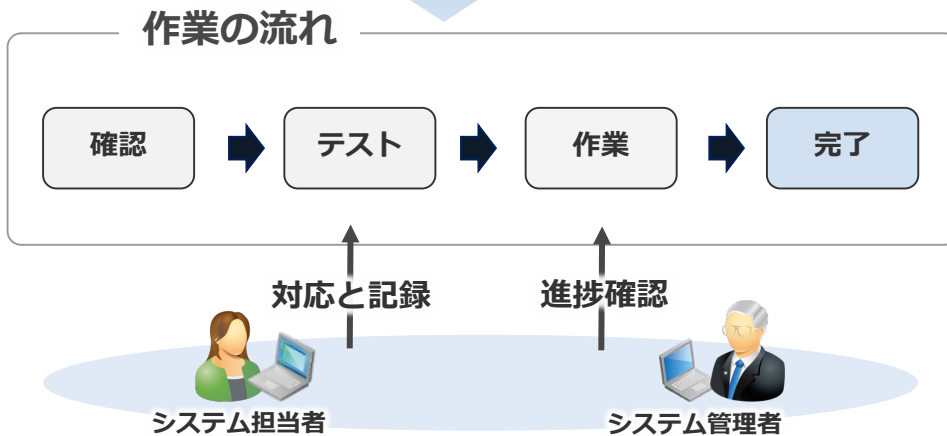 作業の流れ
確認
テスト
作業
完了
対応と記録
進捗確認
システム担当者
システム管理者